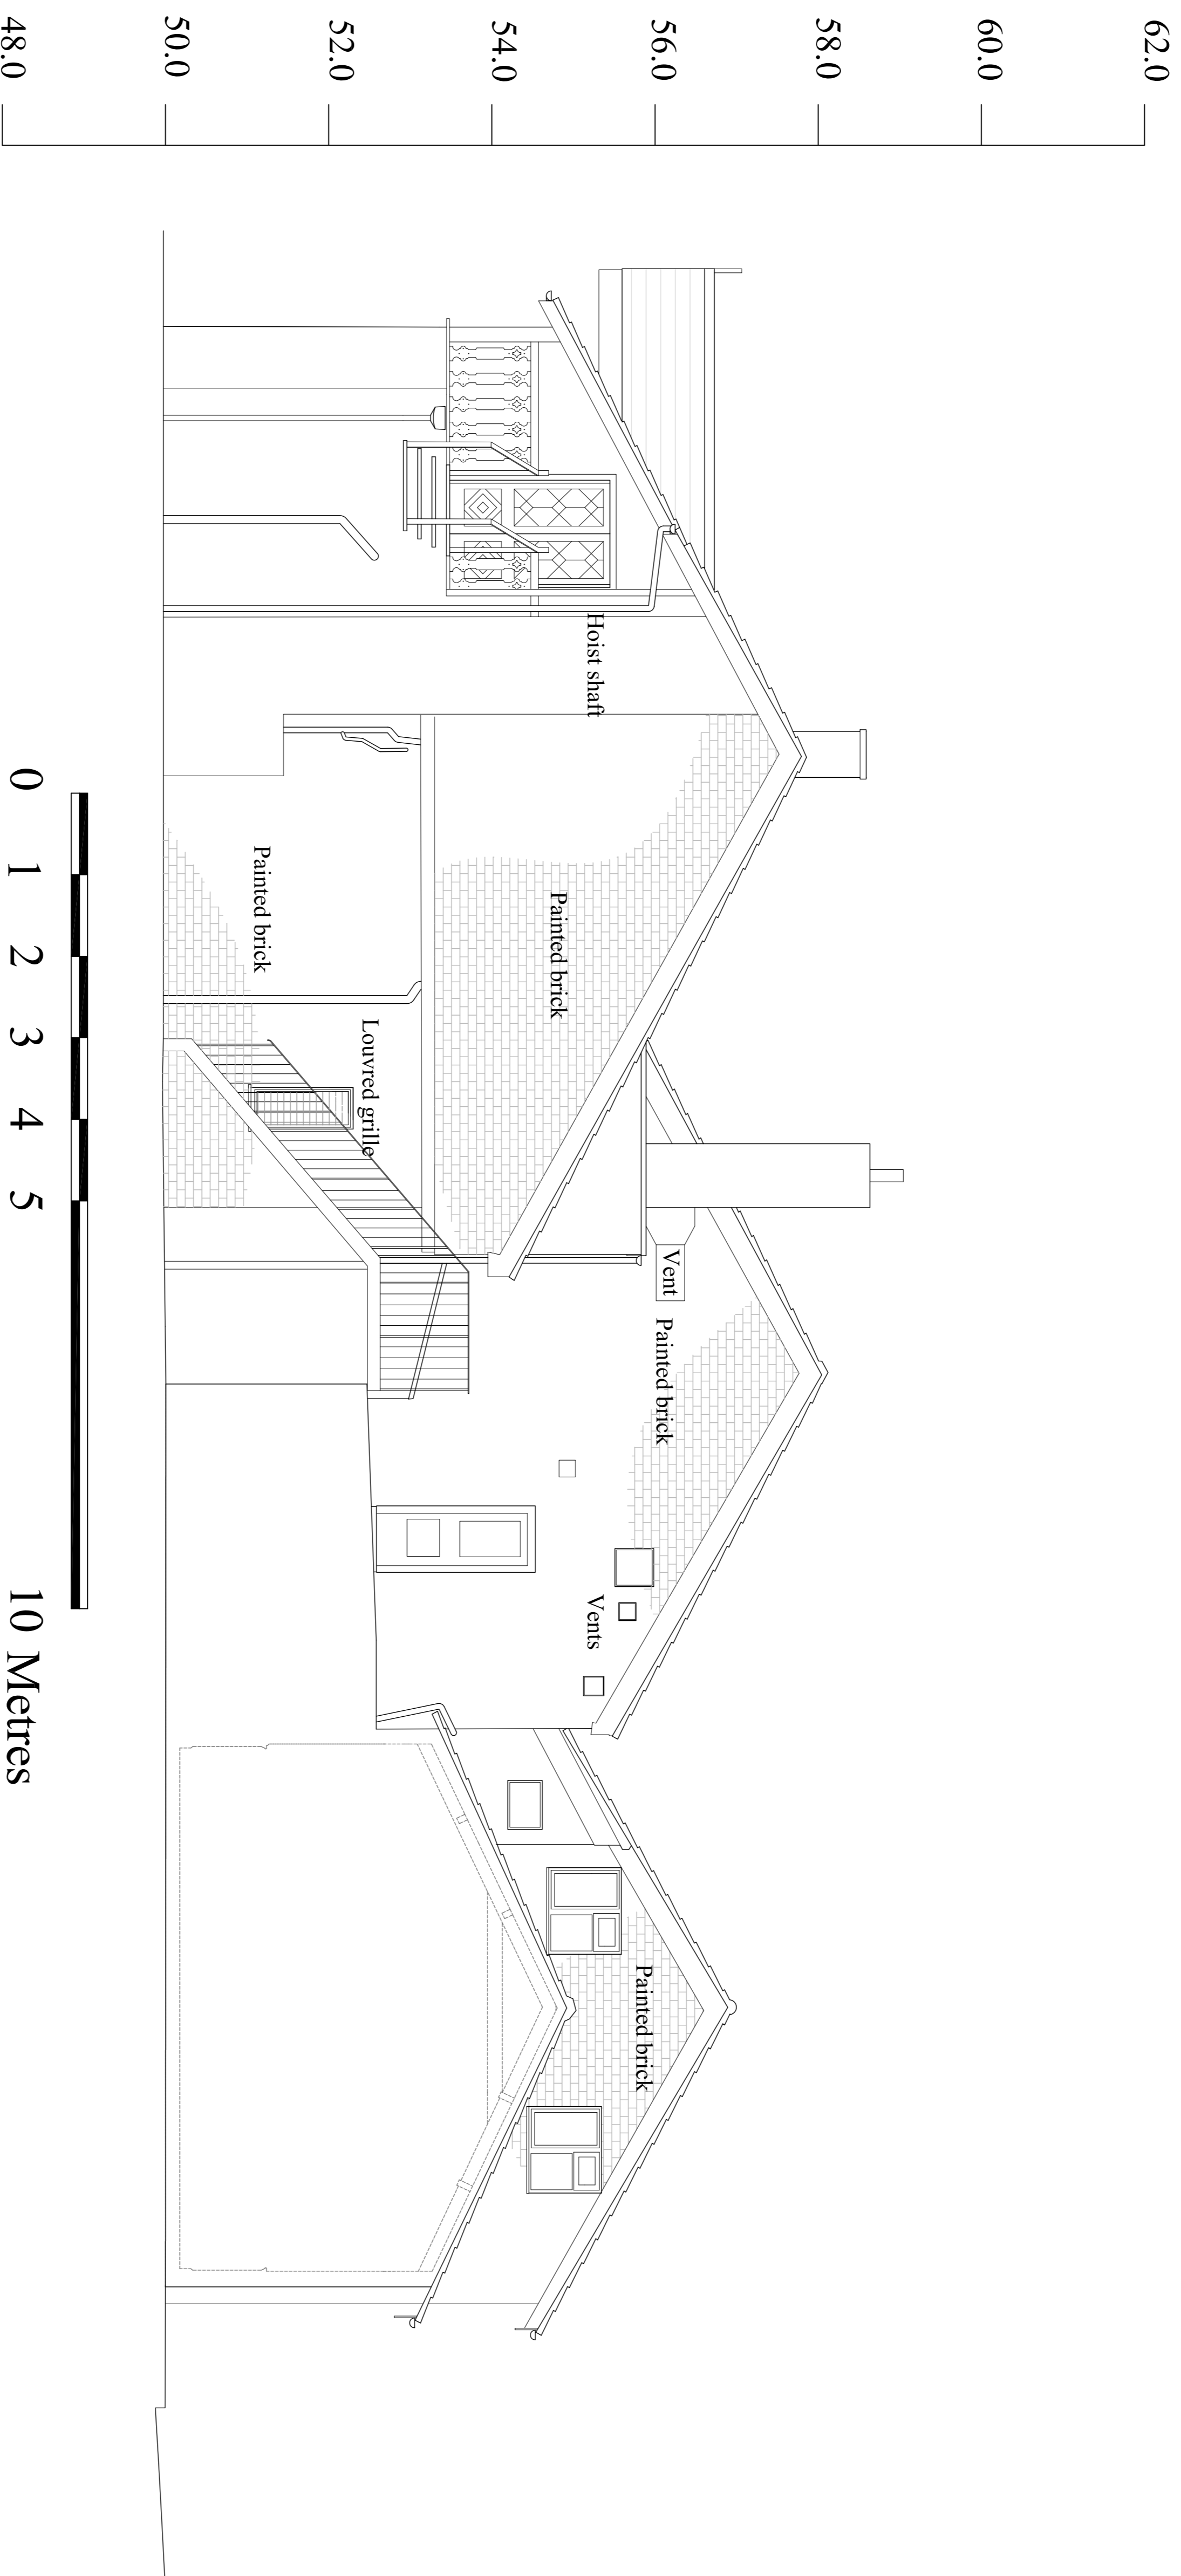 62.0
60.0
58.0
56.0
54.0
52.0
50.0
48.0
Hoist shaft
Painted brick
Painted brick
Louvred grille
Vent
Painted brick
Vents
Painted brick
0 1 2 3 4 5 10 Metres